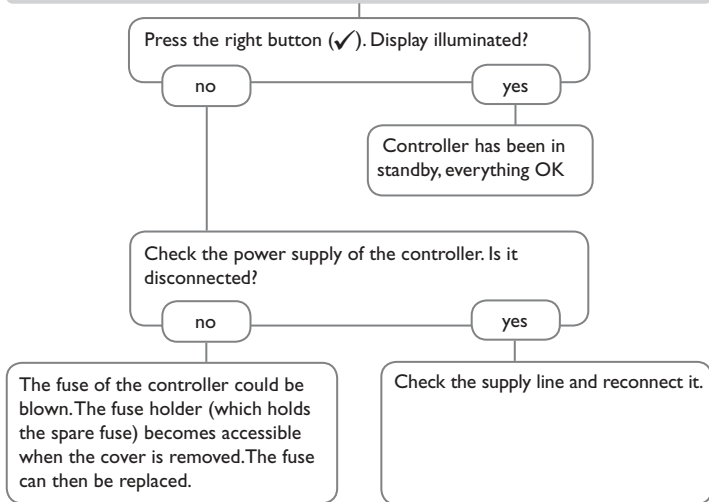 Press the right button (✓). Display illuminated?
no
yes
Controller has been in
standby, everything OK
Check the power supply of the controller. Is it
disconnected?
no
yes
The fuse of the controller could be
blown. The fuse holder (which holds
the spare fuse) becomes accessible
when the cover is removed. The fuse
can then be replaced.
Check the supply line and reconnect it.